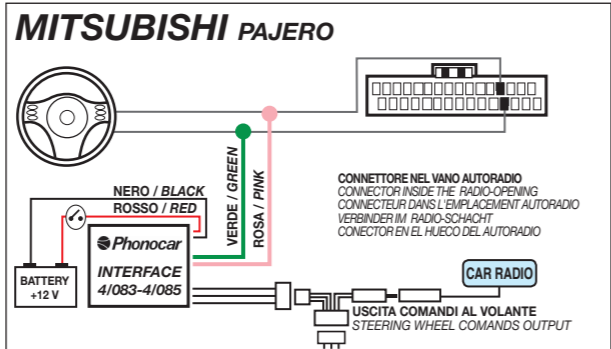 MITSUBISHI PAJERO
NERO / BLACK
ROSSO / RED
VERDE / GREEN
ROSA / PINK
CONNETTORE NEL VANO AUTORADIO
CONNECTOR INSIDE THE RADIO-OPENING
CONNECTEUR DANS L'EMPLACEMENT AUTORADIO
VERBINDER IM RADIO-SCHACHT
CONECTOR EN EL HUECO DEL AUTORADIO
Phonocar
INTERFACE
4/083-4/085
BATTERY
+12 V
CAR RADIO
USCITA COMANDI AL VOLANTE
STEERING WHEEL COMANDS OUTPUT